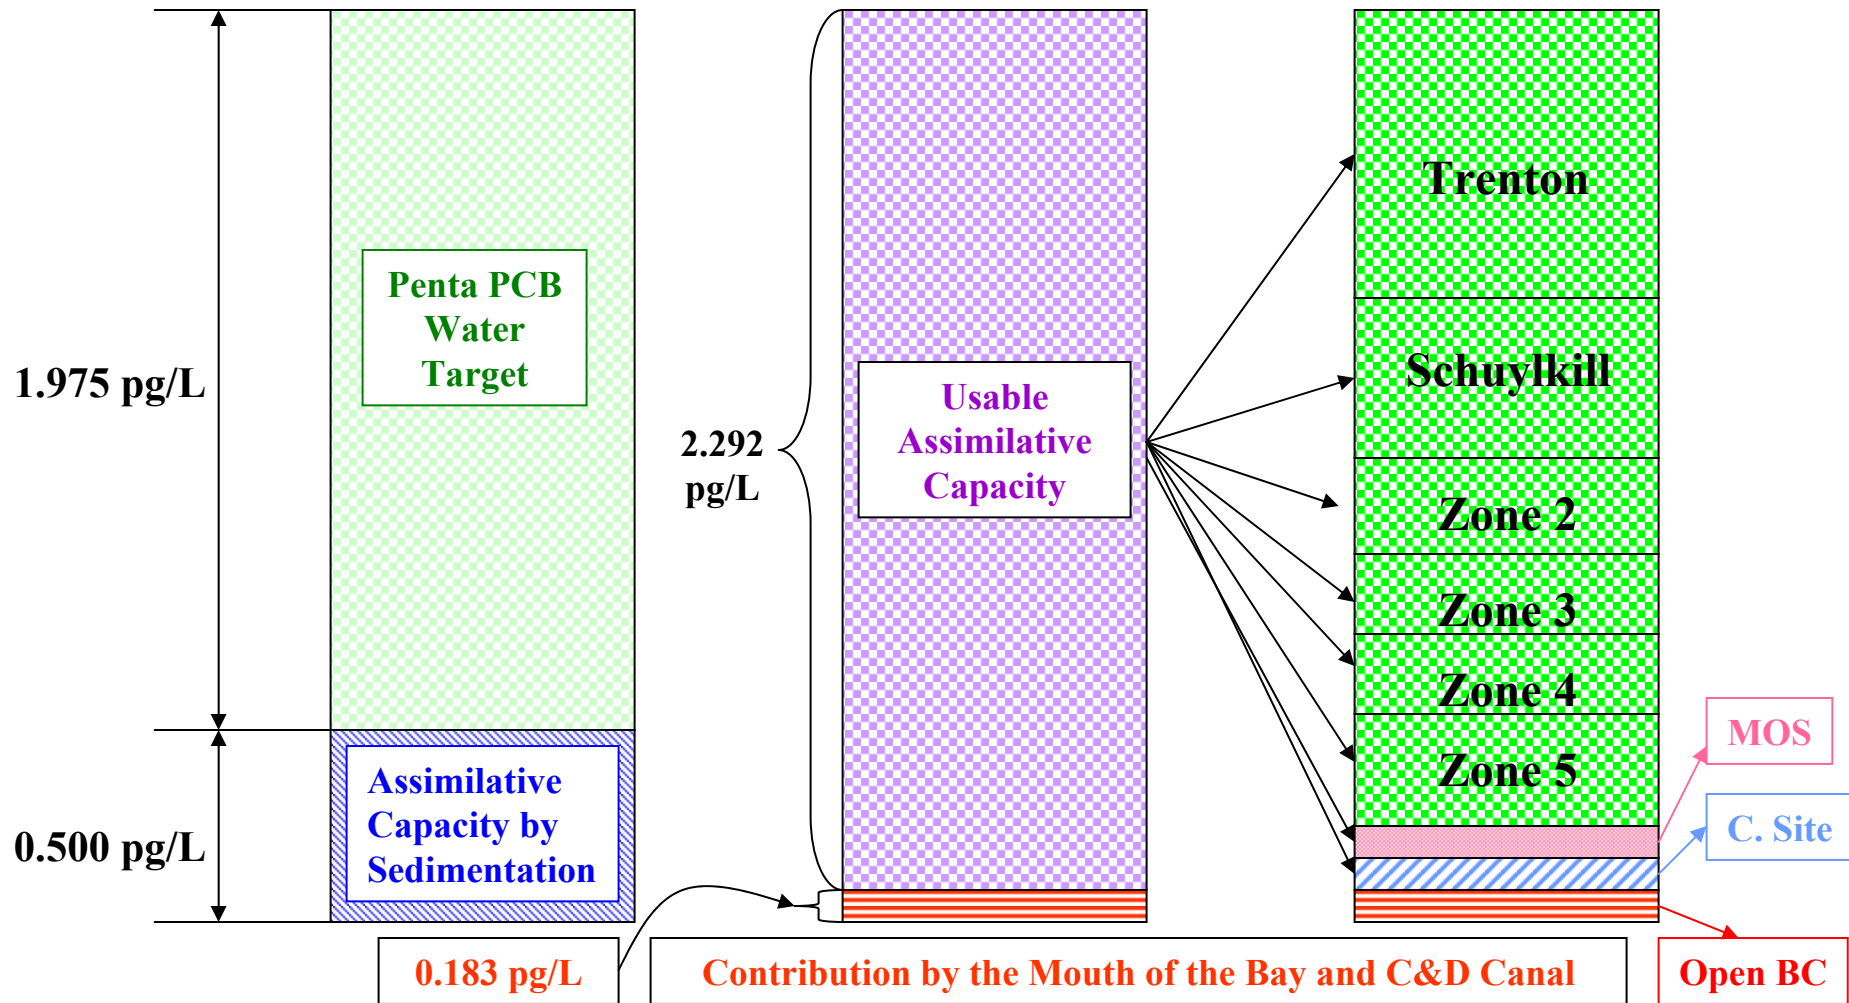 1.975 pg/L
0.500 pg/L
Penta PCB
Water
Target
Assimilative
Capacity by
Sedimentation
2.292
pg/L
Usable
Assimilative
Capacity
Trenton
Schuylkill
Zone 2
Zone 3
Zone 4
Zone 5
MOS
C. Site
0.183 pg/L
Contribution by the Mouth of the Bay and C&D Canal
Open BC